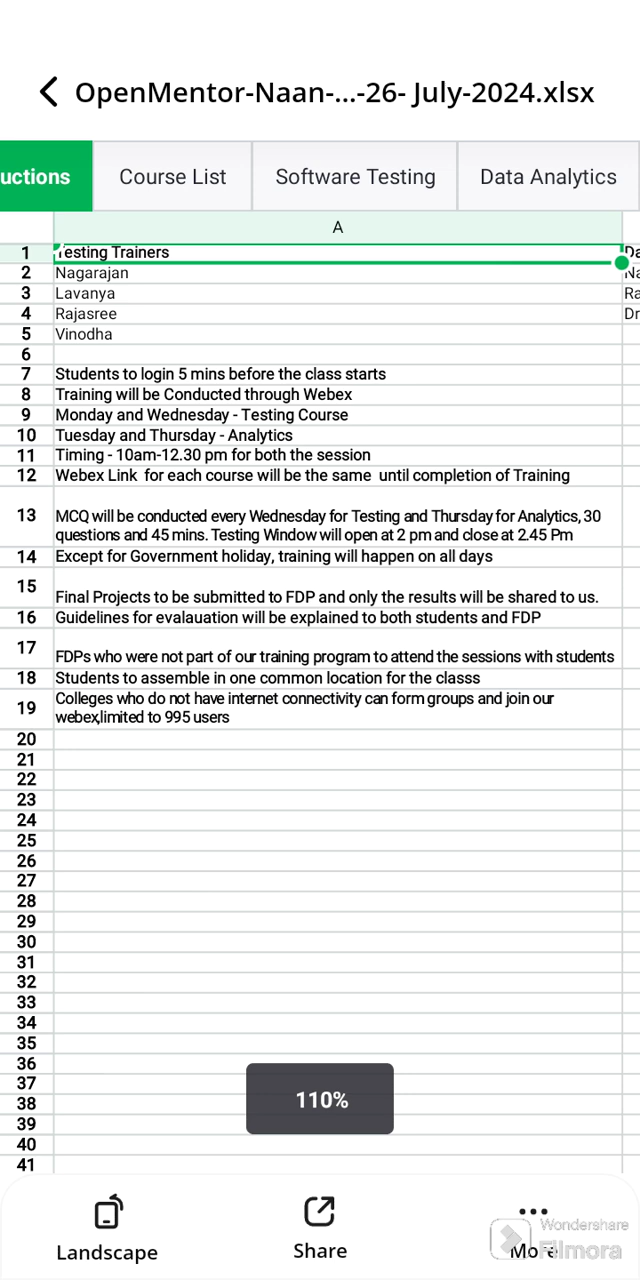 OpenMentor-Naan-...-26- July-2024.xlsx
uctions Course List Software Testing Data Analytics
A
1 Testing Trainers Da
2 Nagarajan Na
3 Lavanya Ra
4 Rajasree Dr
5 Vinodha
6
7 Students to login 5 mins before the class starts
8 Training will be Conducted through Webex
9 Monday and Wednesday - Testing Course
10 Tuesday and Thursday - Analytics
11 Timing - 10am-12.30 pm for both the session
12 Webex Link for each course will be the same until completion of Training
13 MCQ will be conducted every Wednesday for Testing and Thursday for Analytics, 30
questions and 45 mins. Testing Window will open at 2 pm and close at 2.45 Pm
14 Except for Government holiday, training will happen on all days
15 Final Projects to be submitted to FDP and only the results will be shared to us.
16 Guidelines for evalauation will be explained to both students and FDP
17 FDPs who were not part of our training program to attend the sessions with students
18 Students to assemble in one common location for the classs
19 Colleges who do not have internet connectivity can form groups and join our
webex,limited to 995 users
20
21
22
23
24
25
26
27
28
29
30
31
32
33
34
35
36
37
38
39
40
41
110%
Landscape Share More
Wondershare
Filmora